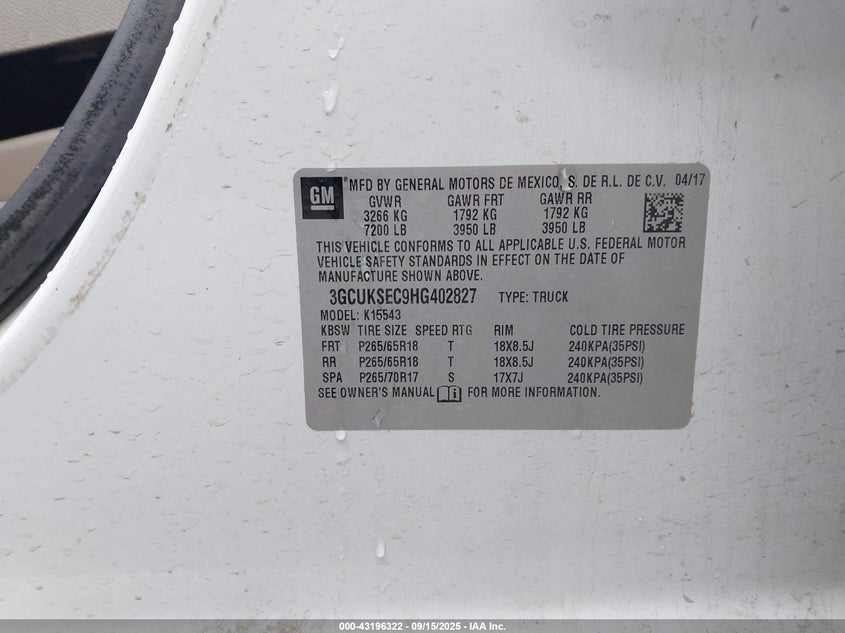 GM ® MFD BY GENERAL MOTORS DE MEXICO, S. DE R.L. DE C.V. 04/17
GVWR GAWR FRT GAWR RR
3266 KG 1792 KG 1792 KG
7200 LB 3950 LB 3950 LB
THIS VEHICLE CONFORMS TO ALL APPLICABLE U.S. FEDERAL MOTOR
VEHICLE SAFETY STANDARDS IN EFFECT ON THE DATE OF
MANUFACTURE SHOWN ABOVE.
3GCUKSEC9HG402827 TYPE: TRUCK
MODEL: K15543
KBSW TIRE SIZE SPEED RTG RIM COLD TIRE PRESSURE
FRT P265/65R18 T 18X8.5J 240KPA(35PSI)
RR P265/65R18 T 18X8.5J 240KPA(35PSI)
SPA P265/70R17 S 17X7J 240KPA(35PSI)
SEE OWNER'S MANUAL i FOR MORE INFORMATION.
000-43196322 - 09/15/2025 - IAA Inc.